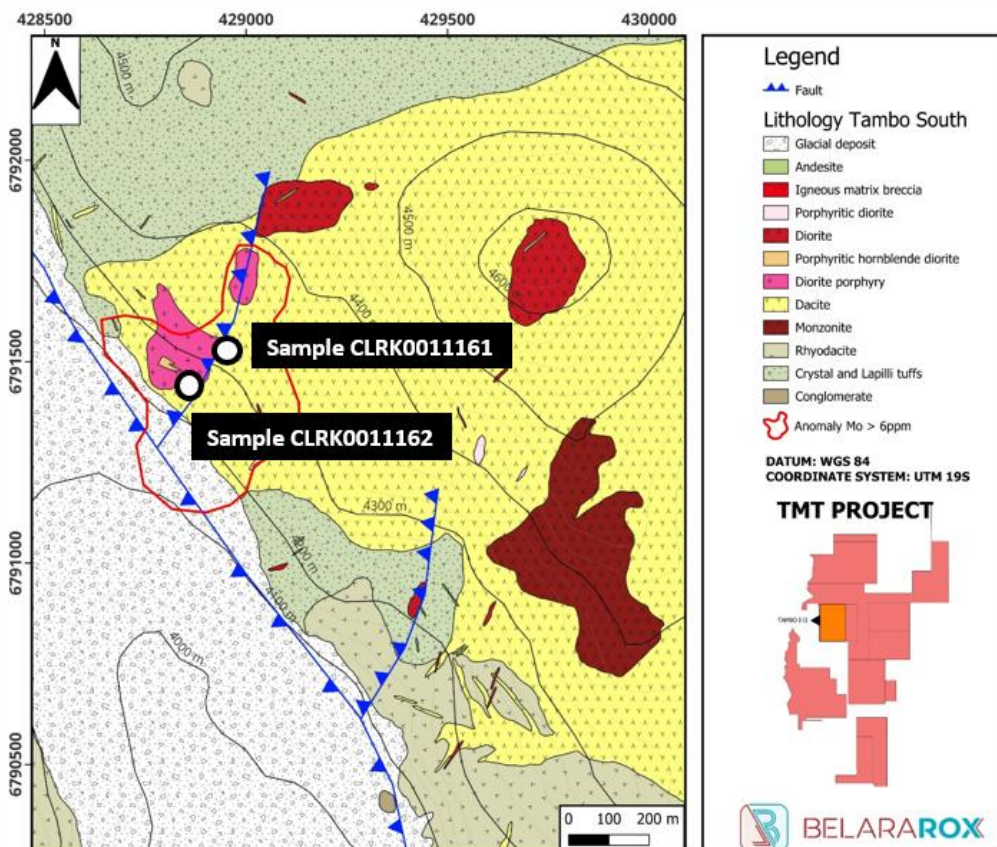 428500 429000 429500 430000
N
6792000
6791500
6791000
6790500
4500 m
4500 m
4600 m
4400 m.
4300 m
4100 m.
4000 m.
Sample CLRK0011161
Sample CLRK0011162
0 100 200 m
Legend
Fault
Lithology Tambo South
Glacial deposit
Andesite
Igneous matrix breccia
Porphyritic diorite
Diorite
Porphyritic hornblende diorite
Diorite porphyry
Dacite
Monzonite
Rhyodacite
Crystal and Lapilli tuffs
Conglomerate
Anomaly Mo > 6ppm
DATUM: WGS 84
COORDINATE SYSTEM: UTM 19S
TMT PROJECT
BELARAROX